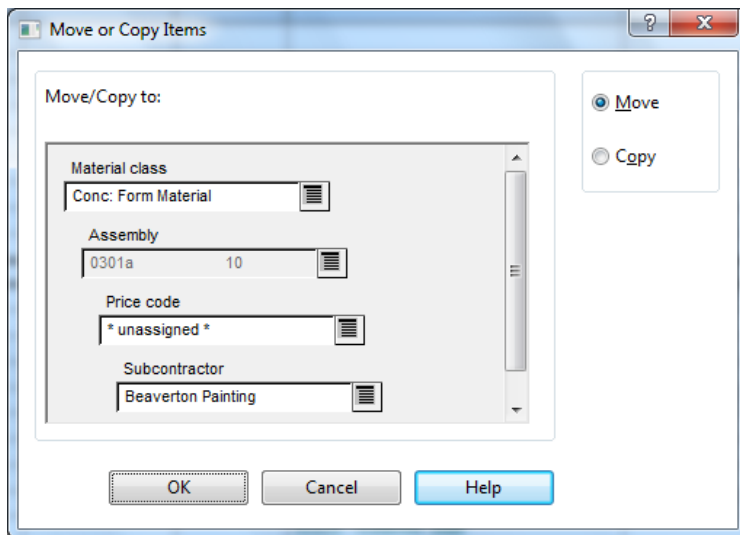 Move or Copy Items
?
Move/Copy to:
Move
Copy
Material class
Conc: Form Material
Assembly
0301a 10
Price code
* unassigned *
Subcontractor
Beaverton Painting
OK Cancel Help